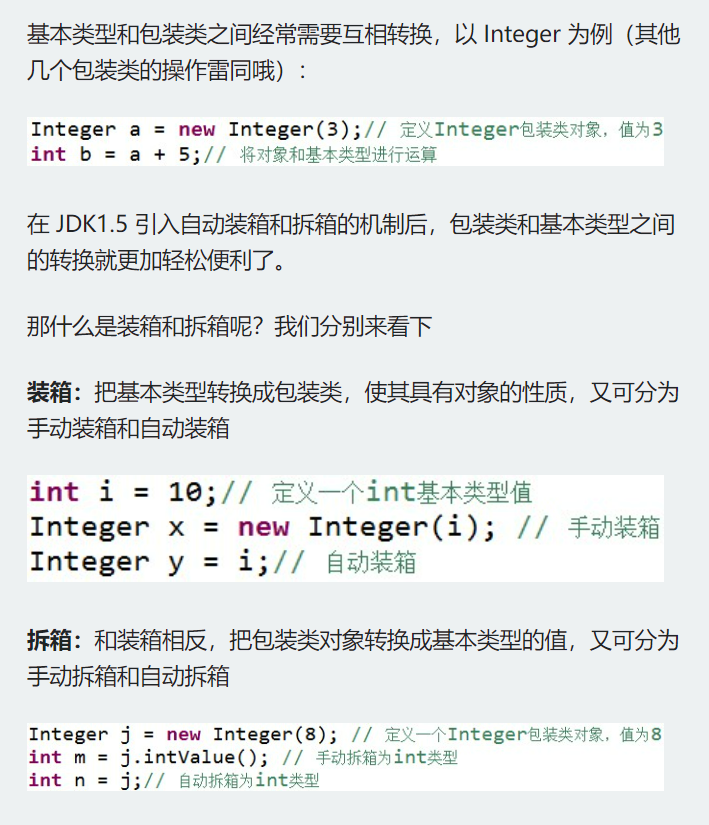 基本类型和包装类之间经常需要互相转换，以 Integer 为例（其他
几个包装类的操作雷同哦）：
Integer a = new Integer(3);// 定义Integer包装类对象，值为3
int b = a + 5;// 将对象和基本类型进行运算
在 JDK1.5 引入自动装箱和拆箱的机制后，包装类和基本类型之间
的转换就更加轻松便利了。
那什么是装箱和拆箱呢？我们分别来看下
装箱：把基本类型转换成包装类，使其具有对象的性质，又可分为
手动装箱和自动装箱
int i = 10;// 定义一个int基本类型值
Integer x = new Integer(i); // 手动装箱
Integer y = i;// 自动装箱
拆箱：和装箱相反，把包装类对象转换成基本类型的值，又可分为
手动拆箱和自动拆箱
Integer j = new Integer(8); // 定义一个Integer包装类对象，值为8
int m = j.intValue(); // 手动拆箱为int类型
int n = j;// 自动拆箱为int类型